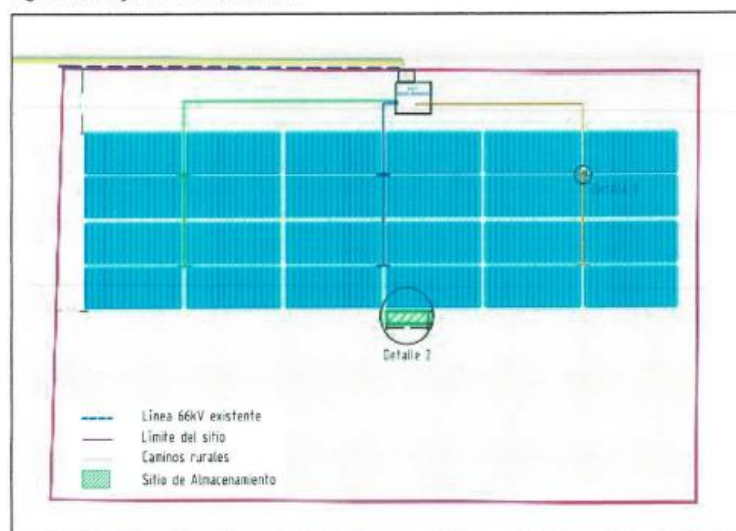 Detalle 2
Línea 66kV existente
Límite del sitio
Caminos rurales
Sitio de Almacenamiento